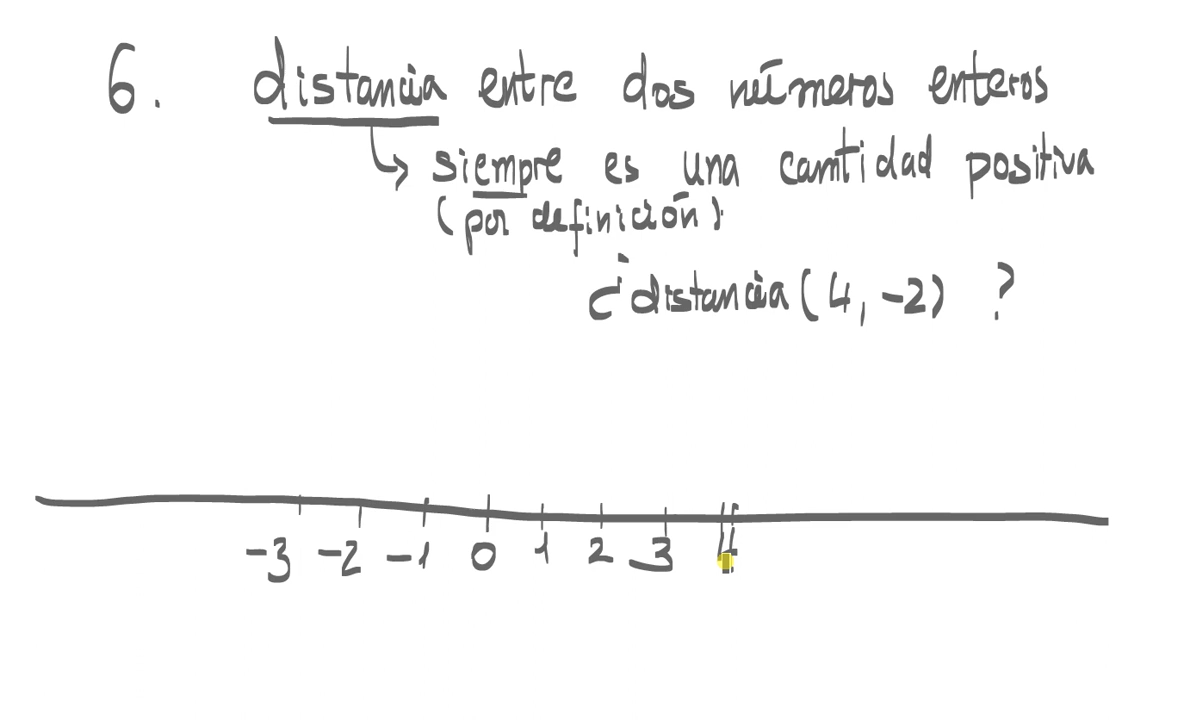 6. distancia entre dos números enteros
↳ siempre es una cantidad positiva
(por definición).
¿distancia (4, -2) ?
-3 -2 -1 0 1 2 3 4